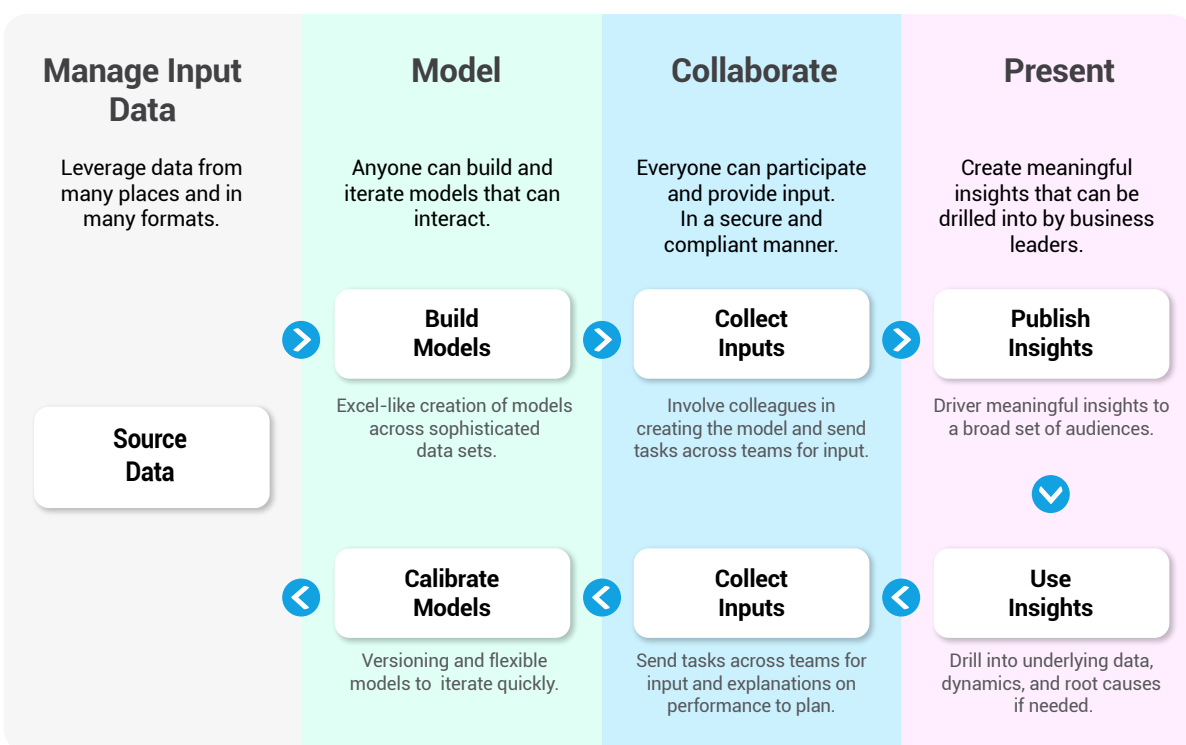 Manage Input
Data
Leverage data from
many places and in
many formats.
Source
Data
Model
Anyone can build and
iterate models that can
interact.
Build
Models
Excel-like creation of models
across sophisticated
data sets.
Calibrate
Models
Versioning and flexible
models to iterate quickly.
Collaborate
Everyone can participate
and provide input.
In a secure and
compliant manner.
Collect
Inputs
Involve colleagues in
creating the model and send
tasks across teams for input.
Collect
Inputs
Send tasks across teams for
input and explanations on
performance to plan.
Present
Create meaningful
insights that can be
drilled into by business
leaders.
Publish
Insights
Driver meaningful insights to
a broad set of audiences.
Use
Insights
Drill into underlying data,
dynamics, and root causes
if needed.